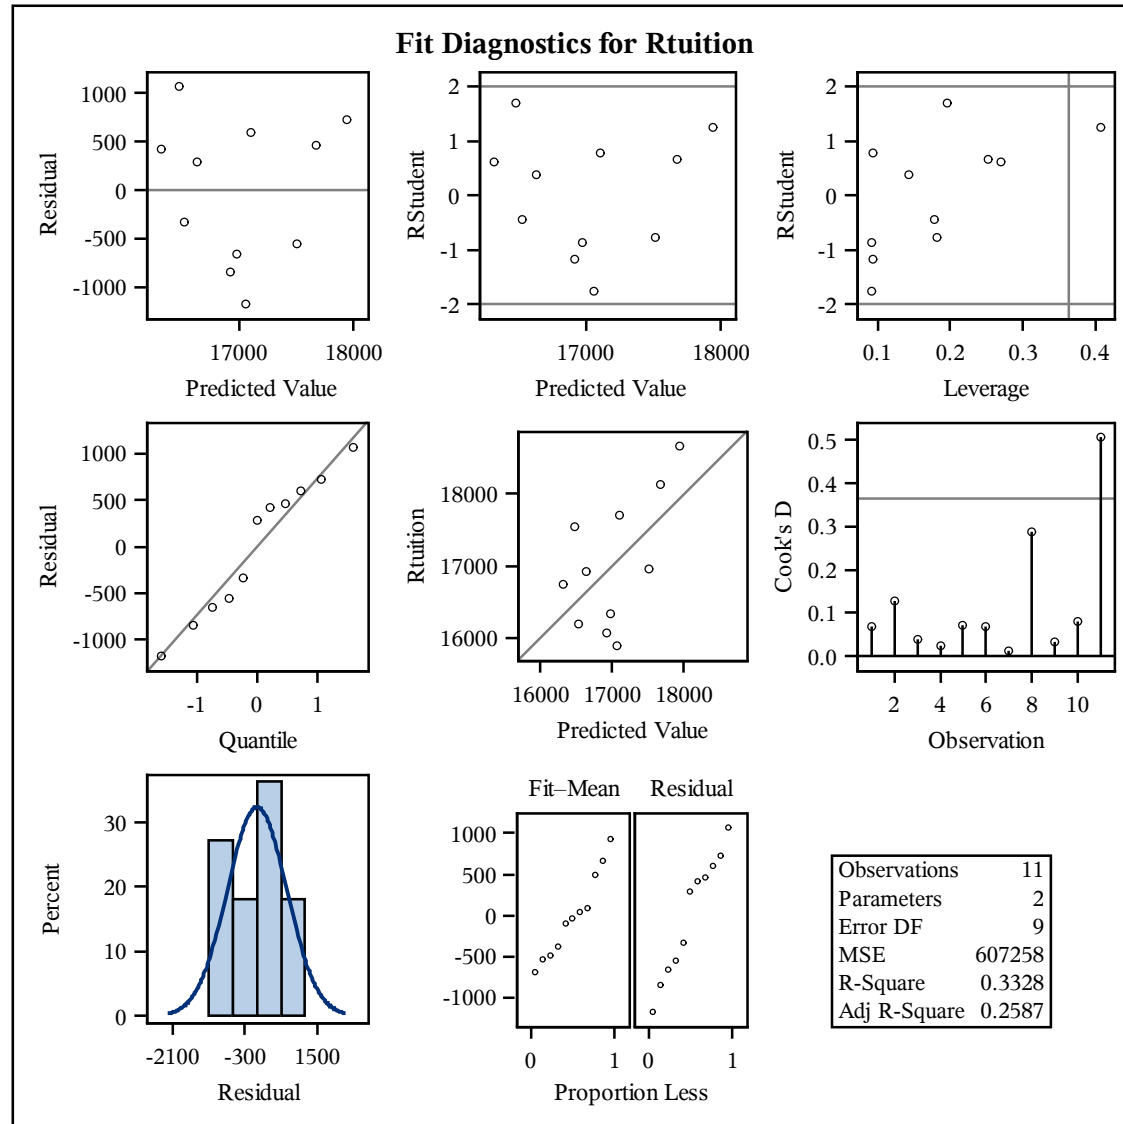 Fit Diagnostics for Rtuition
1000
500
0
-500
-1000
Residual
17000 18000
Predicted Value
2
1
0
-1
-2
RStudent
17000 18000
Predicted Value
2
1
0
-1
-2
RStudent
0.1 0.2 0.3 0.4
Leverage
1000
500
0
-500
-1000
Residual
-1 0 1
Quantile
18000
17000
16000
Rtuition
16000 17000 18000
Predicted Value
0.5
0.4
0.3
0.2
0.1
0.0
Cook's D
2 4 6 8 10
Observation
30
20
10
0
Percent
-2100 -300 1500
Residual
Fit–Mean Residual
1000
500
0
-500
-1000
0 1 0 1
Proportion Less
Observations 11
Parameters 2
Error DF 9
MSE 607258
R-Square 0.3328
Adj R-Square 0.2587